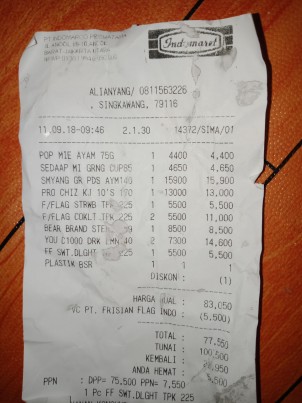 Indomaret
ALIANYANG/ 0811563226
, SINGKAWANG, 79116
11.09.18-09:46 2.1.30 14372/SIMA/01
POP MIE AYAM 75G 1 4400 4,400
SEDAAP MI GRNG CUP85 1 4650 4,650
SMYANG GR PDS AYM140 1 15900 15,900
PRO CHIZ KJ 10'S 1 13000 13,000
F/FLAG STRWB TPK 225 1 5500 5,500
F/FLAG COKLT TPK 225 2 5500 11,000
BEAR BRAND 1 8500 8,500
YOU C1000 DRK 140 2 7300 14,600
FF SWT.DLGHT TPK 225 1 5500 5,500
PLASTIK BSR 1 1 1
DISKON : (1)
HARGA JUAL : 83,050
VC PT. FRISIAN FLAG INDO : (5,500)
TOTAL : 77,550
TUNAI : 100,500
KEMBALI :
ANDA HEMAT : 5,500
PPN : DPP= 75,500 PPN= 7,550
1 Pc FF SWT.DLGHT TPK 225